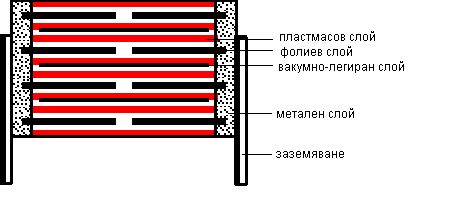 пластмасов слой
фолиев слой
вакумно-легиран слой
метален слой
заземяване